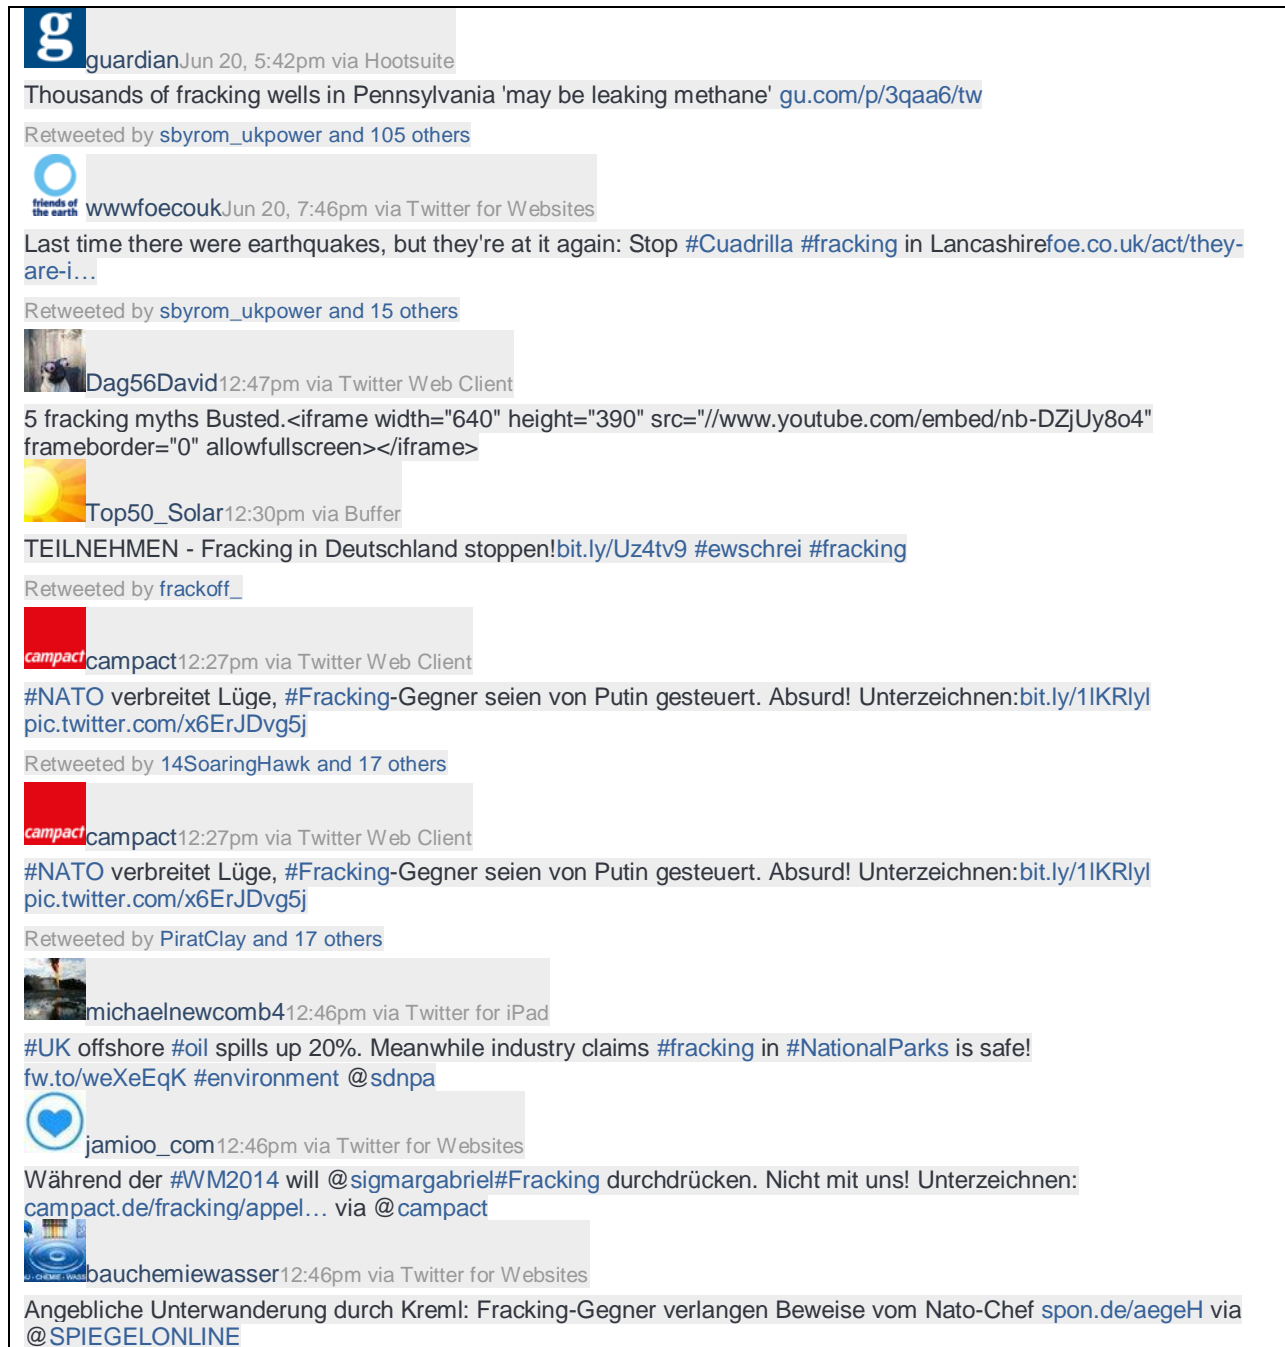 g
guardianJun 20, 5:42pm via Hootsuite
Thousands of fracking wells in Pennsylvania 'may be leaking methane' gu.com/p/3qaa6/tw
Retweeted by sbyrom_ukpower and 105 others
friends of
the earth
wwwfoecoukJun 20, 7:46pm via Twitter for Websites
Last time there were earthquakes, but they're at it again: Stop #Cuadrilla #fracking in Lancashirefoe.co.uk/act/they-
are-i…
Retweeted by sbyrom_ukpower and 15 others
Dag56David12:47pm via Twitter Web Client
5 fracking myths Busted.<iframe width="640" height="390" src="//www.youtube.com/embed/nb-DZjUy8o4"
frameborder="0" allowfullscreen></iframe>
Top50_Solar12:30pm via Buffer
TEILNEHMEN - Fracking in Deutschland stoppen!bit.ly/Uz4tv9 #ewschrei #fracking
Retweeted by frackoff_
campact
campact12:27pm via Twitter Web Client
#NATO verbreitet Lüge, #Fracking-Gegner seien von Putin gesteuert. Absurd! Unterzeichnen:bit.ly/1lKRlyl
pic.twitter.com/x6ErJDvg5j
Retweeted by 14SoaringHawk and 17 others
campact
campact12:27pm via Twitter Web Client
#NATO verbreitet Lüge, #Fracking-Gegner seien von Putin gesteuert. Absurd! Unterzeichnen:bit.ly/1lKRlyl
pic.twitter.com/x6ErJDvg5j
Retweeted by PiratClay and 17 others
michaelnewcomb412:46pm via Twitter for iPad
#UK offshore #oil spills up 20%. Meanwhile industry claims #fracking in #NationalParks is safe!
fw.to/weXeEqK #environment @sdnpa
jamioo_com12:46pm via Twitter for Websites
Während der #WM2014 will @sigmargabriel#Fracking durchdrücken. Nicht mit uns! Unterzeichnen:
campact.de/fracking/appel… via @campact
bauchemiewasser12:46pm via Twitter for Websites
Angebliche Unterwanderung durch Kreml: Fracking-Gegner verlangen Beweise vom Nato-Chef spon.de/aegeH via
@SPIEGELONLINE